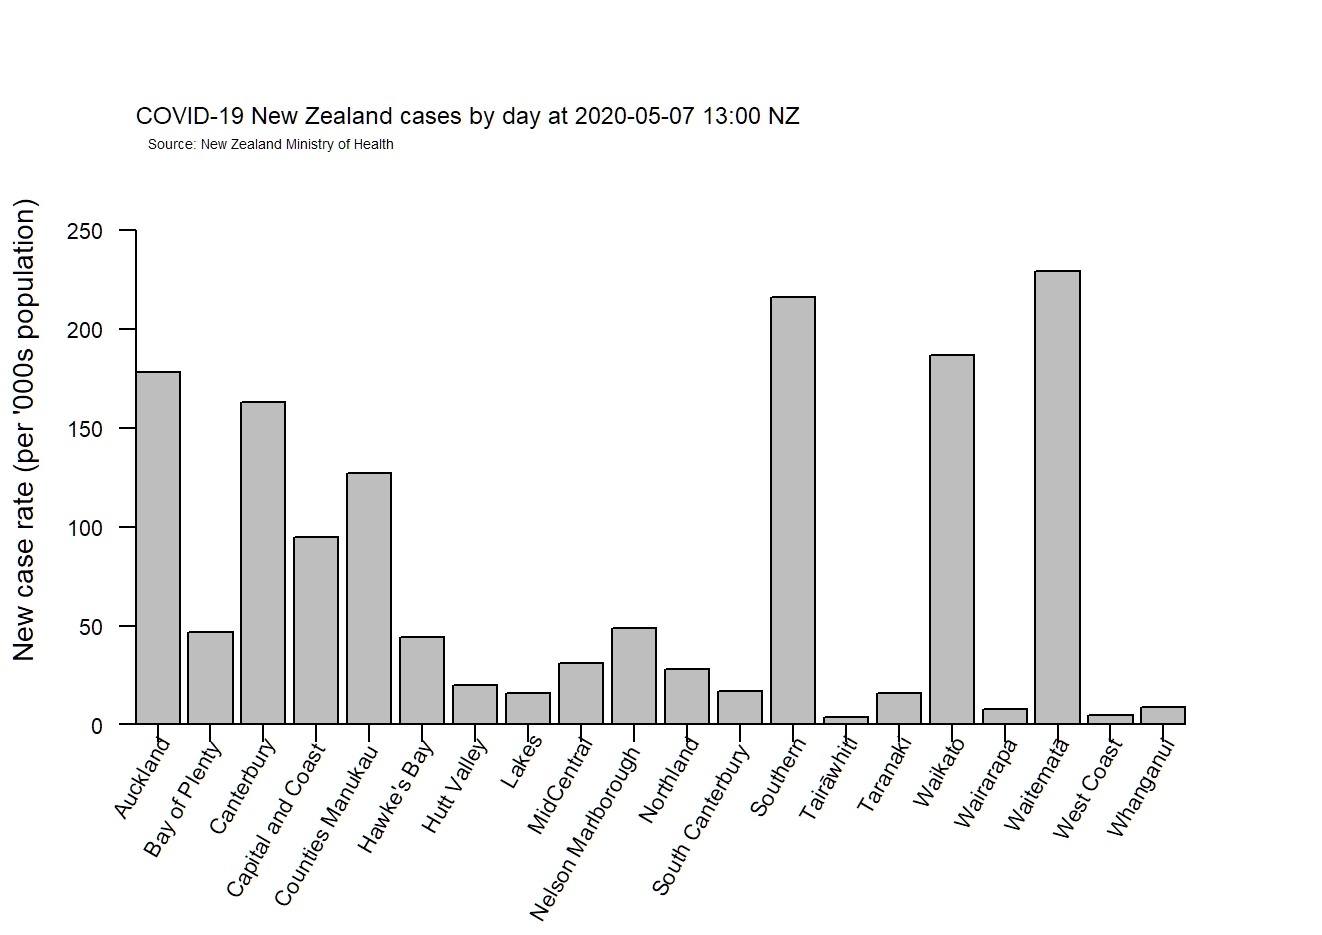 COVID-19 New Zealand cases by day at 2020-05-07 13:00 NZ
Source: New Zealand Ministry of Health
New case rate (per '000s population)
250
200
150
100
50
0
Auckland
Bay of Plenty
Canterbury
Capital and Coast
Counties Manukau
Hawke's Bay
Hutt Valley
Lakes
MidCentral
Nelson Marlborough
Northland
South Canterbury
Southern
Tairāwhiti
Taranaki
Waikato
Wairarapa
Waitematā
West Coast
Whanganui